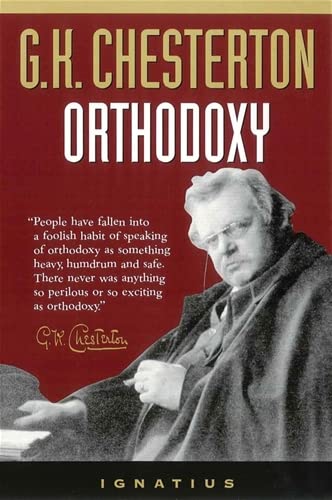 G.K. CHESTERTON
ORTHODOXY
“People have fallen into
a foolish habit of speaking
of orthodoxy as something
heavy, humdrum and safe.
There never was anything
so perilous or so exciting
as orthodoxy.”
G.K. Chesterton
IGNATIUS